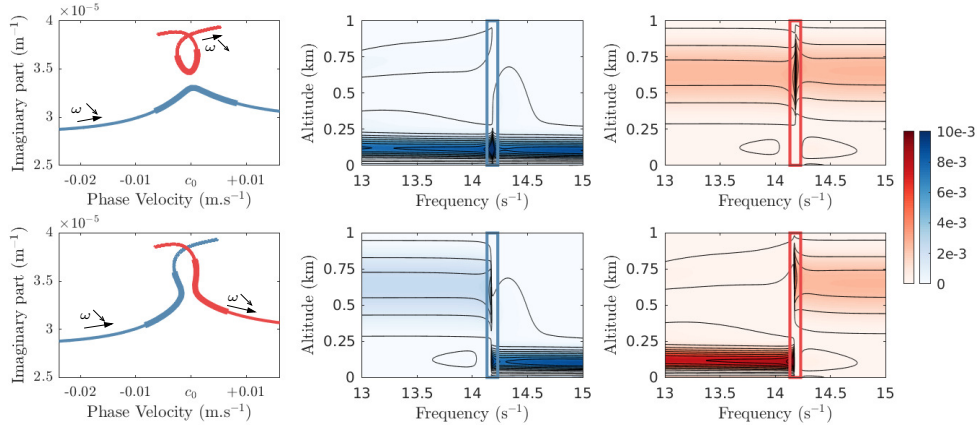 4 ×10⁻⁵
3.5
3
2.5
Imaginary part (m⁻¹)
ω
ω
-0.02 -0.01 c₀ +0.01
Phase Velocity (m.s⁻¹)
1
0.75
0.5
0.25
0
Altitude (km)
13 13.5 14 14.5 15
Frequency (s⁻¹)
1
0.75
0.5
0.25
0
Altitude (km)
13 13.5 14 14.5 15
Frequency (s⁻¹)
10e-3
8e-3
6e-3
4e-3
2e-3
0
4 ×10⁻⁵
3.5
3
2.5
Imaginary part (m⁻¹)
ω
ω
-0.02 -0.01 c₀ +0.01
Phase Velocity (m.s⁻¹)
1
0.75
0.5
0.25
0
Altitude (km)
13 13.5 14 14.5 15
Frequency (s⁻¹)
1
0.75
0.5
0.25
0
Altitude (km)
13 13.5 14 14.5 15
Frequency (s⁻¹)